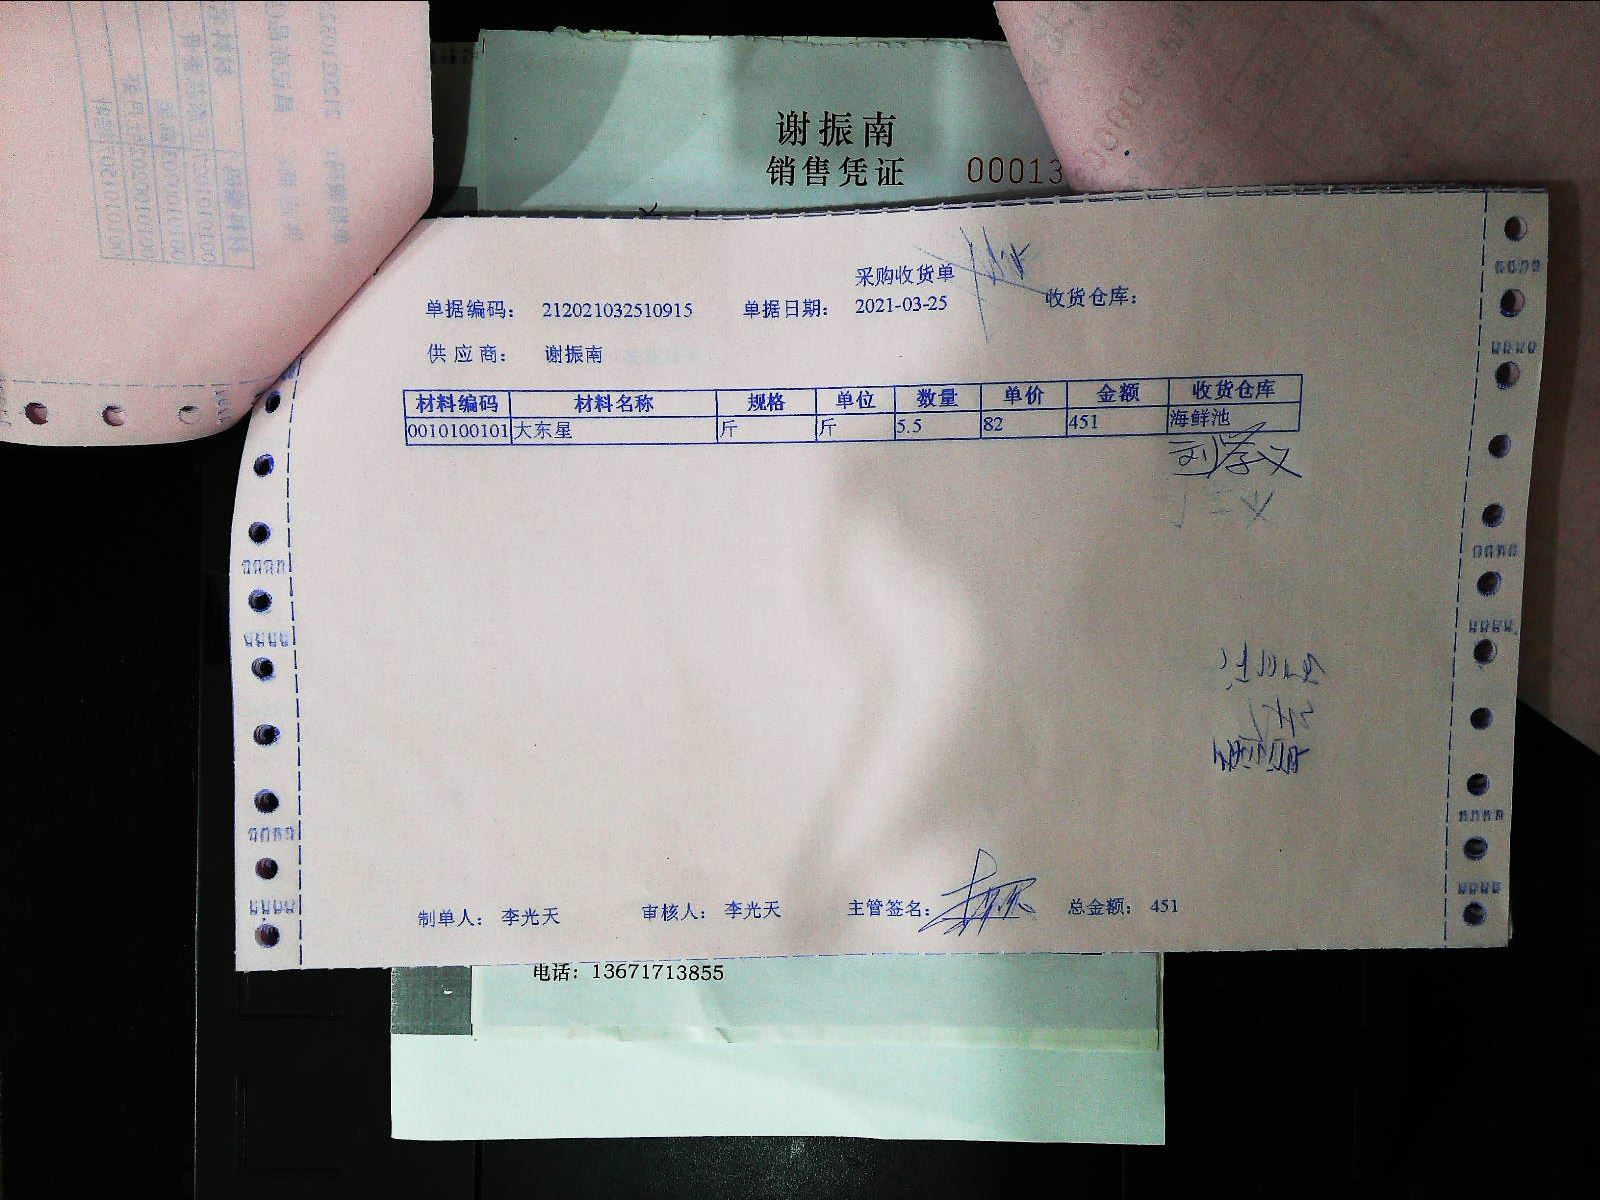 谢振南
销售凭证 00013
采购收货单
单据编码： 212021032510915 单据日期： 2021-03-25 收货仓库：
供应商： 谢振南
材料编码 材料名称 规格 单位 数量 单价 金额 收货仓库
0010100101 大东星 斤 斤 5.5 82 451 海鲜池
刘学义
制单人： 李光天 审核人： 李光天 主管签名： 总金额： 451
电话：13671713855